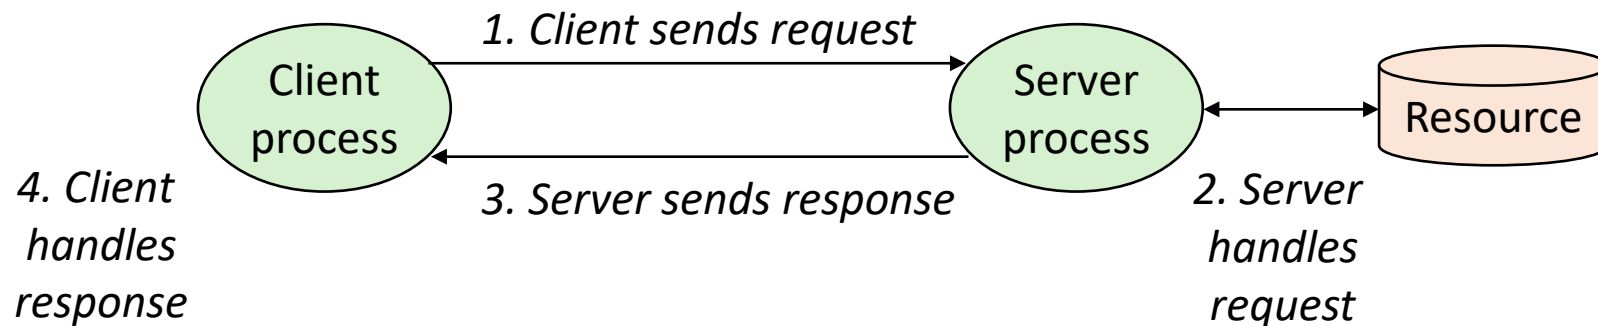 1. Client sends request
Client
process
Server
process
Resource
3. Server sends response
4. Client
handles
response
2. Server
handles
request